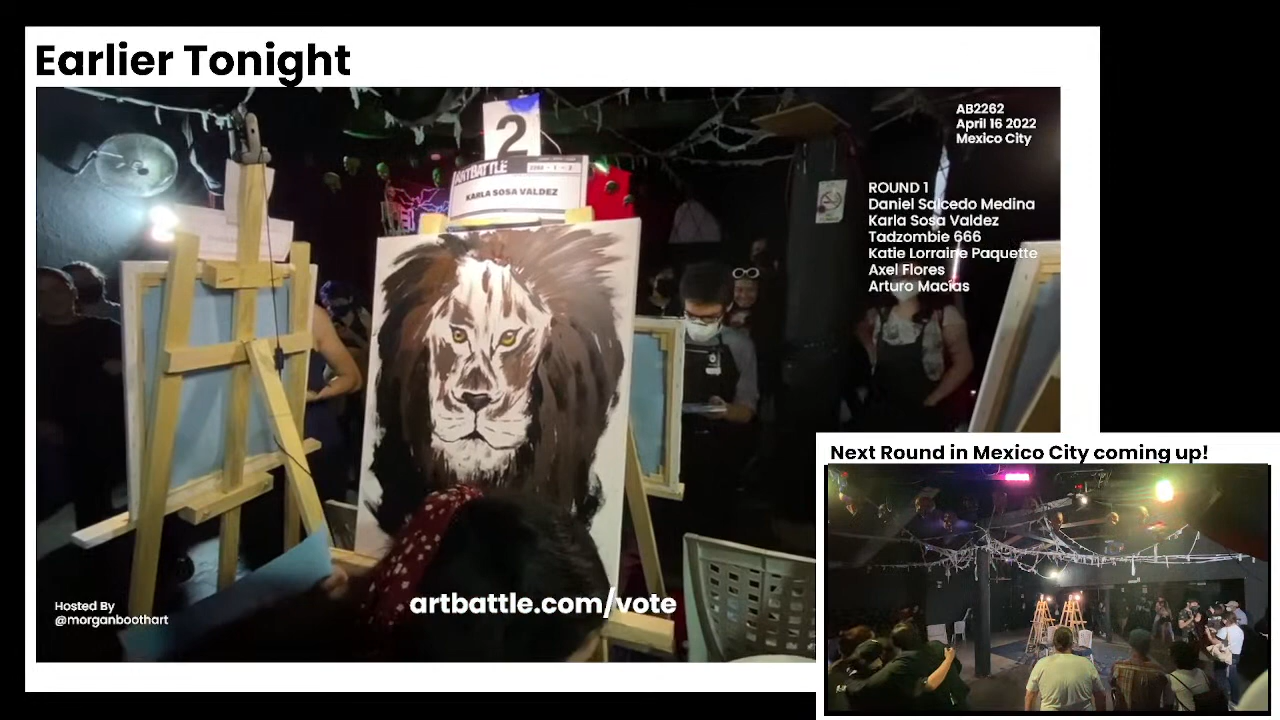 Earlier Tonight
AB2262
April 16 2022
Mexico City
2
ARTBATTLE
KARLA SOSA VALDEZ
ROUND 1
Daniel Salcedo Medina
Karla Sosa Valdez
Tadzombie 666
Katie Lorraine Paquette
Axel Flores
Arturo Macías
Next Round in Mexico City coming up!
Hosted By
@morganboothart
artbattle.com/vote